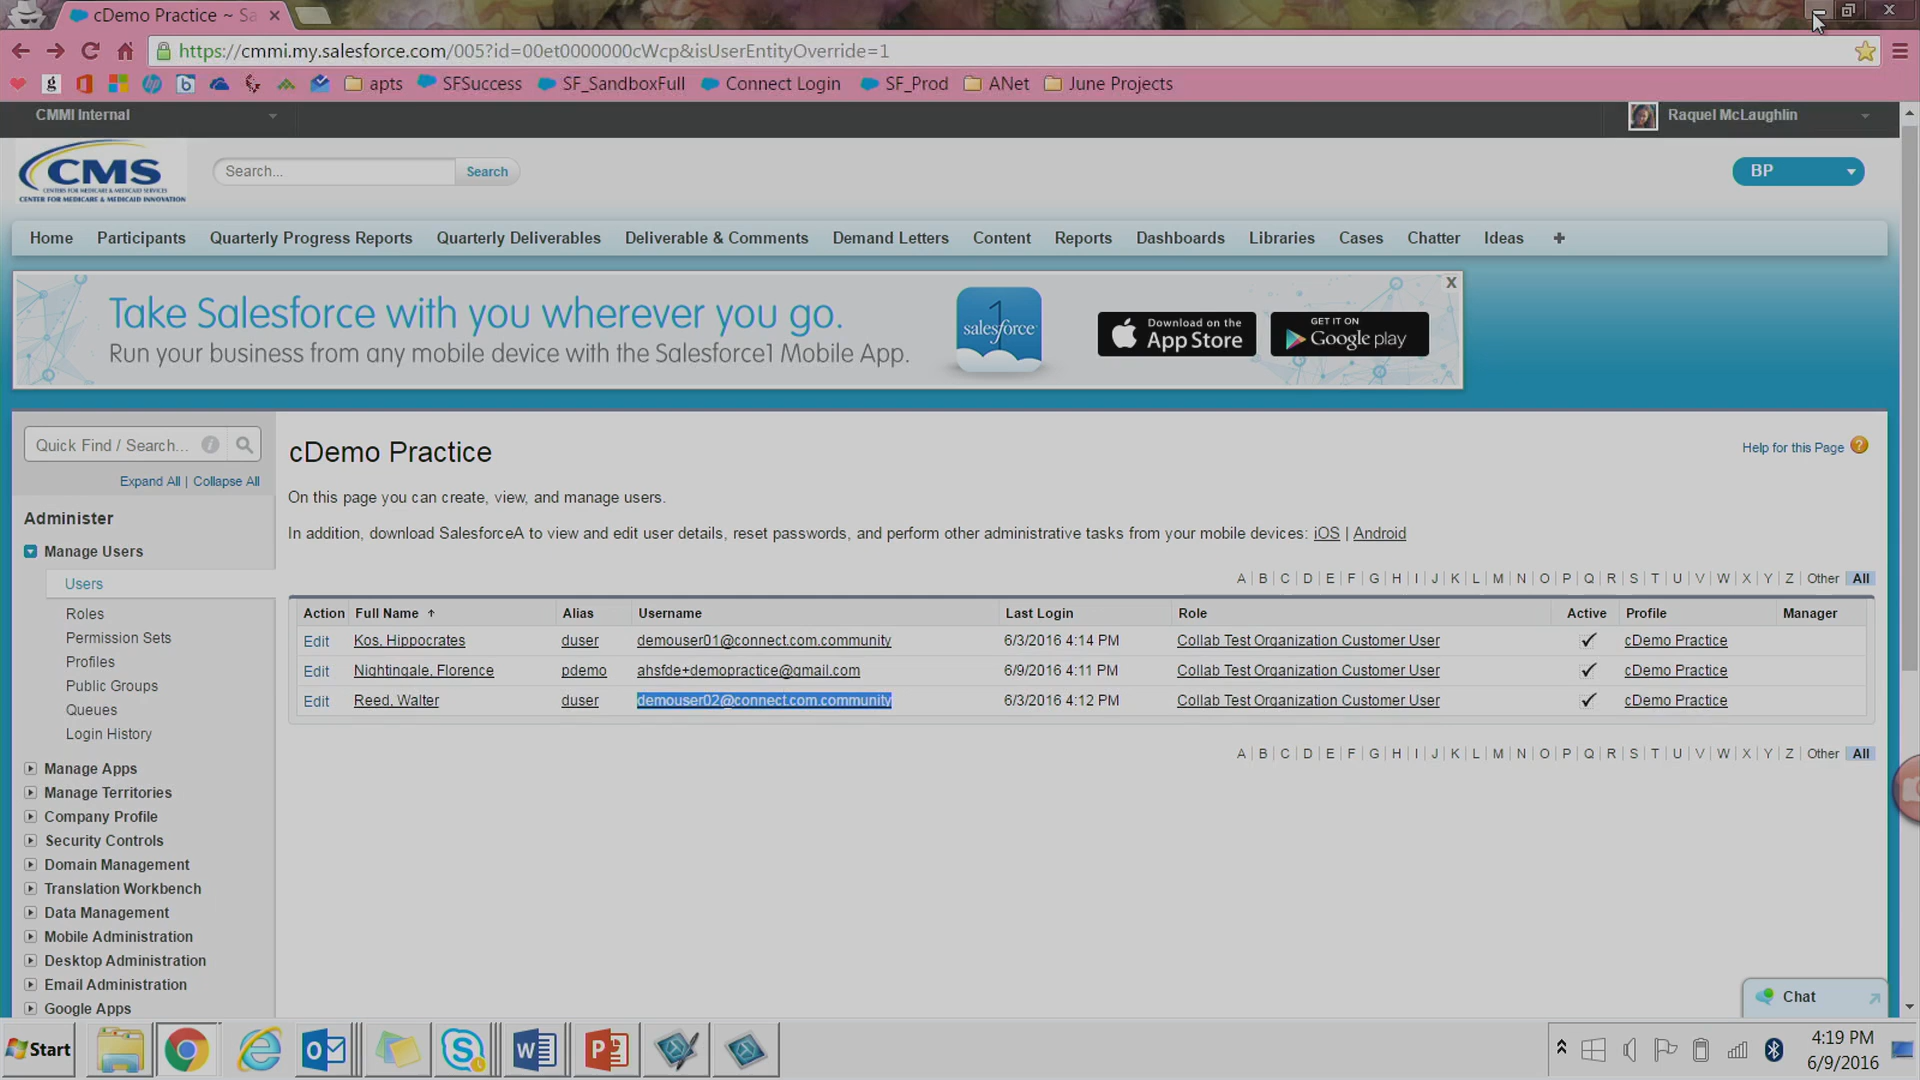 cDemo Practice ~ Sa
https://cmmi.my.salesforce.com/005?id=00et0000000cWcp&isUserEntityOverride=1
g b apts SFSuccess SF_SandboxFull Connect Login SF_Prod ANet June Projects
CMMI Internal Raquel McLaughlin
CMS
CENTERS FOR MEDICARE & MEDICAID SERVICES
CENTER FOR MEDICARE & MEDICAID INNOVATION
Search... Search BP
Home Participants Quarterly Progress Reports Quarterly Deliverables Deliverable & Comments Demand Letters Content Reports Dashboards Libraries Cases Chatter Ideas +
Take Salesforce with you wherever you go.
Run your business from any mobile device with the Salesforce1 Mobile App.
1
salesforce
Download on the
App Store
GET IT ON
Google play
X
Quick Find / Search... i
Expand All | Collapse All
Administer
Manage Users
Users
Roles
Permission Sets
Profiles
Public Groups
Queues
Login History
Manage Apps
Manage Territories
Company Profile
Security Controls
Domain Management
Translation Workbench
Data Management
Mobile Administration
Desktop Administration
Email Administration
Google Apps
cDemo Practice
Help for this Page ?
On this page you can create, view, and manage users.
In addition, download SalesforceA to view and edit user details, reset passwords, and perform other administrative tasks from your mobile devices: iOS | Android
A | B | C | D | E | F | G | H | I | J | K | L | M | N | O | P | Q | R | S | T | U | V | W | X | Y | Z | Other All
Action Full Name ↑ Alias Username Last Login Role Active Profile Manager
Edit Kos, Hippocrates duser demouser01@connect.com.community 6/3/2016 4:14 PM Collab Test Organization Customer User ✓ cDemo Practice
Edit Nightingale, Florence pdemo ahsfde+demopractice@gmail.com 6/9/2016 4:11 PM Collab Test Organization Customer User ✓ cDemo Practice
Edit Reed, Walter duser demouser02@connect.com.community 6/3/2016 4:12 PM Collab Test Organization Customer User ✓ cDemo Practice
A | B | C | D | E | F | G | H | I | J | K | L | M | N | O | P | Q | R | S | T | U | V | W | X | Y | Z | Other All
Chat
Start
4:19 PM
6/9/2016